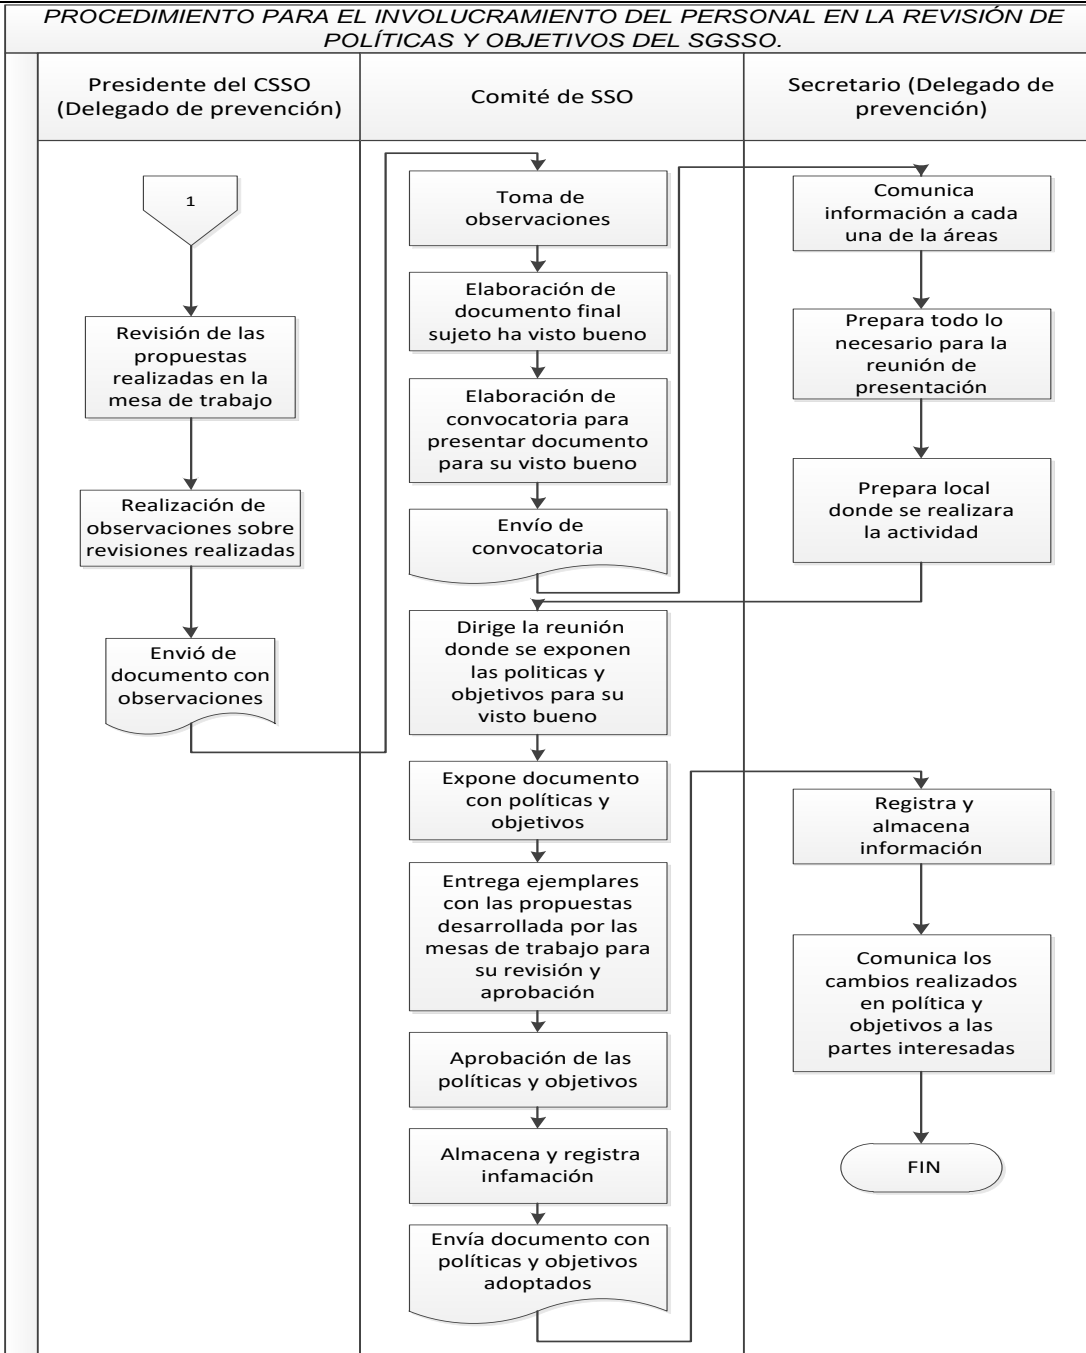 PROCEDIMIENTO PARA EL INVOLUCRAMIENTO DEL PERSONAL EN LA REVISIÓN DE
POLÍTICAS Y OBJETIVOS DEL SGSSO.
Presidente del CSSO
(Delegado de prevención)
Comité de SSO
Secretario (Delegado de
prevención)
1
Revisión de las
propuestas
realizadas en la
mesa de trabajo
Realización de
observaciones sobre
revisiones realizadas
Envió de
documento con
observaciones
Toma de
observaciones
Elaboración de
documento final
sujeto ha visto bueno
Elaboración de
convocatoria para
presentar documento
para su visto bueno
Envío de
convocatoria
Comunica
información a cada
una de la áreas
Prepara todo lo
necesario para la
reunión de
presentación
Prepara local
donde se realizara
la actividad
Dirige la reunión
donde se exponen
las politicas y
objetivos para su
visto bueno
Expone documento
con políticas y
objetivos
Entrega ejemplares
con las propuestas
desarrollada por las
mesas de trabajo para
su revisión y
aprobación
Aprobación de las
políticas y objetivos
Almacena y registra
infamación
Envía documento con
políticas y objetivos
adoptados
Registra y
almacena
información
Comunica los
cambios realizados
en política y
objetivos a las
partes interesadas
FIN